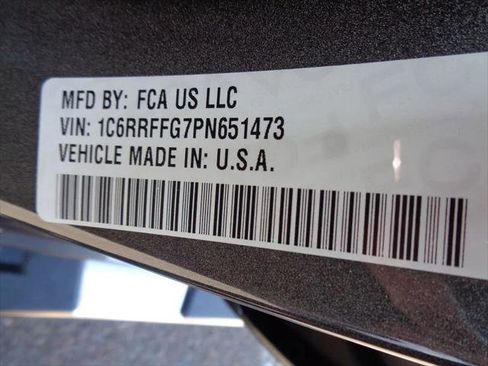 MFD BY: FCA US LLC
VIN: 1C6RRFFG7PN651473
VEHICLE MADE IN: U.S.A.